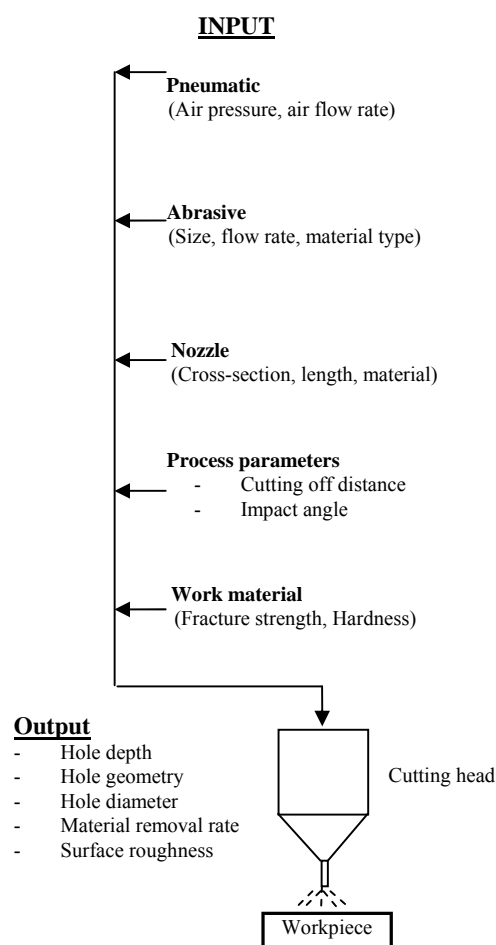 INPUT
Pneumatic
(Air pressure, air flow rate)
Abrasive
(Size, flow rate, material type)
Nozzle
(Cross-section, length, material)
Process parameters
- Cutting off distance
- Impact angle
Work material
(Fracture strength, Hardness)
Output
- Hole depth
- Hole geometry
- Hole diameter
- Material removal rate
- Surface roughness
Cutting head
Workpiece